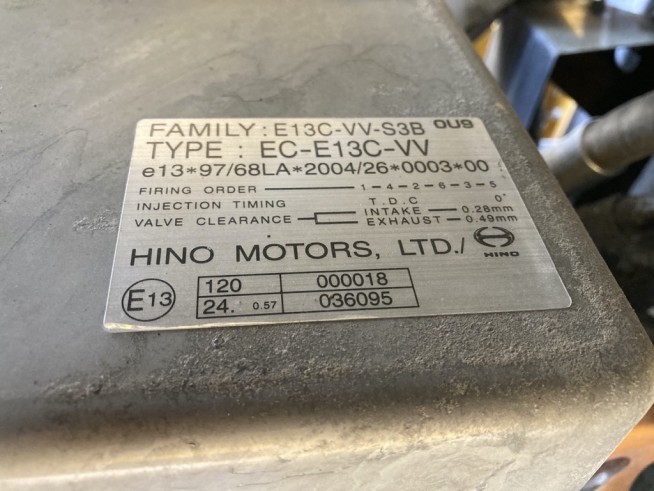 FAMILY : E13C-VV-S3B 0U9
TYPE : EC-E13C-VV
e13*97/68LA*2004/26*0003*00
FIRING ORDER 1-4-2-6-3-5
INJECTION TIMING T.D.C 0°
VALVE CLEARANCE INTAKE 0.28mm
EXHAUST 0.49mm
HINO MOTORS, LTD./ HINO
E13 120 000018
24. 0.57 036095